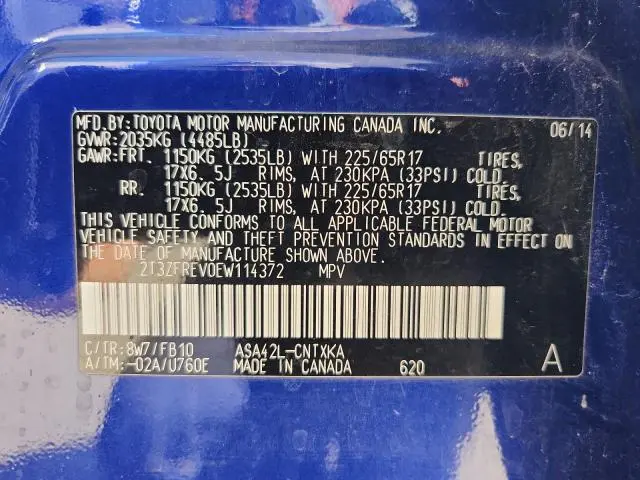 MFD.BY:TOYOTA MOTOR MANUFACTURING CANADA INC. 06/14
GVWR:2035KG (4485LB)
GAWR:FRT. 1150KG (2535LB) WITH 225/65R17 TIRES,
17X6.5J RIMS, AT 230KPA (33PSI) COLD.
RR. 1150KG (2535LB) WITH 225/65R17 TIRES,
17X6.5J RIMS, AT 230KPA (33PSI) COLD.
THIS VEHICLE CONFORMS TO ALL APPLICABLE FEDERAL MOTOR
VEHICLE SAFETY AND THEFT PREVENTION STANDARDS IN EFFECT ON
THE DATE OF MANUFACTURE SHOWN ABOVE.
2T3ZFREV0EW114372 MPV
C/TR:8W7/FB10 ASA42L-CNTXKA
A/TM:-02A/U760E MADE IN CANADA 620 A